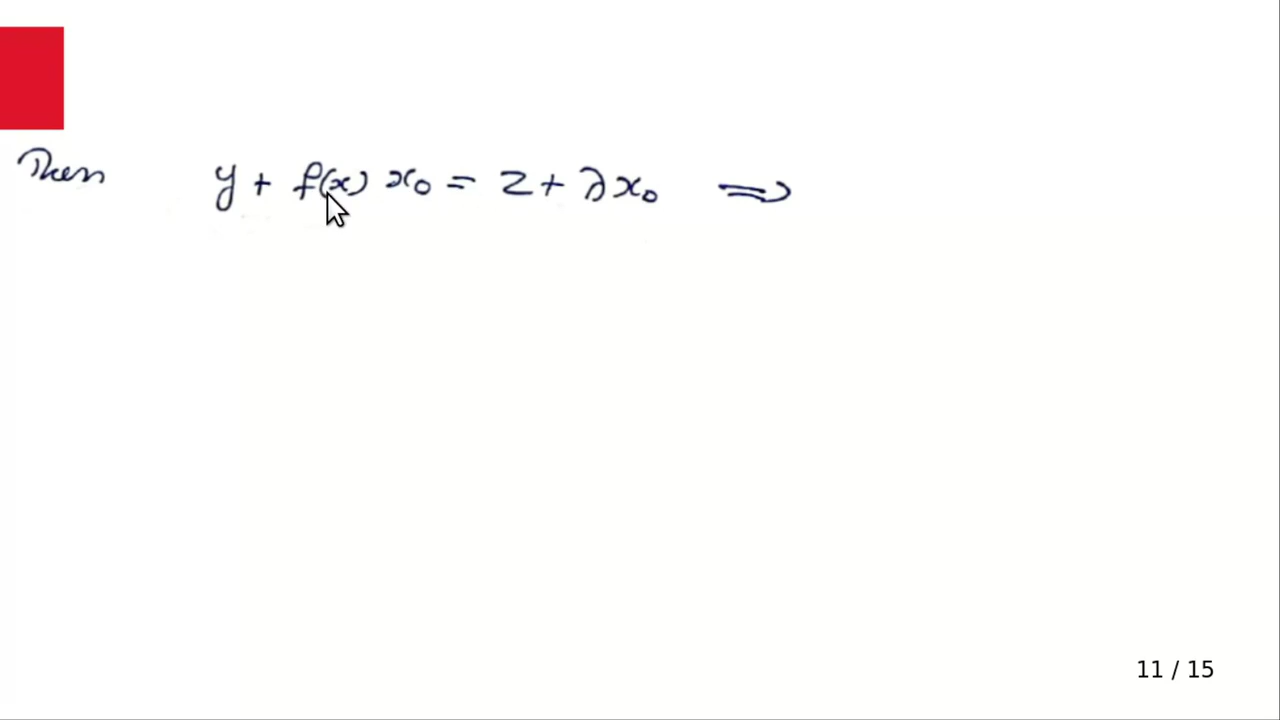 Then y + f(x) x₀ = z + λx₀ ⟹
11 / 15